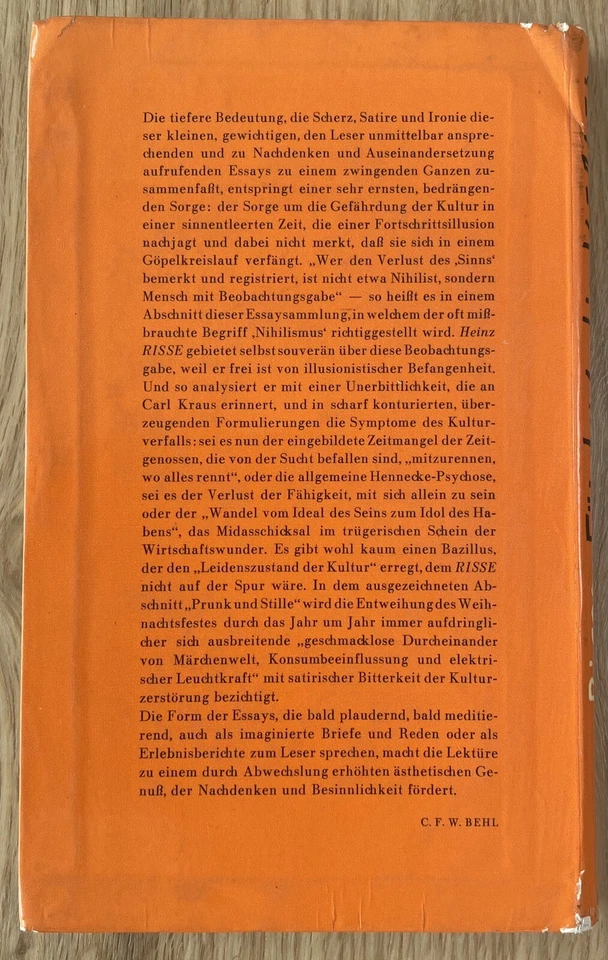 Die tiefere Bedeutung, die Scherz, Satire und Ironie die-
ser kleinen, gewichtigen, den Leser unmittelbar anspre-
chenden und zu Nachdenken und Auseinandersetzung
aufrufenden Essays zu einem zwingenden Ganzen zu-
sammenfaßt, entspringt einer sehr ernsten, bedrängen-
den Sorge: der Sorge um die Gefährdung der Kultur in
einer sinnentleerten Zeit, die einer Fortschrittsillusion
nachjagt und dabei nicht merkt, daß sie sich in einem
Göpelkreislauf verfängt. „Wer den Verlust des ‚Sinns‘
bemerkt und registriert, ist nicht etwa Nihilist, sondern
Mensch mit Beobachtungsgabe“ — so heißt es in einem
Abschnitt dieser Essaysammlung, in welchem der oft miß-
brauchte Begriff ‚Nihilismus‘ richtiggestellt wird. Heinz
RISSE gebietet selbst souverän über diese Beobachtungs-
gabe, weil er frei ist von illusionistischer Befangenheit.
Und so analysiert er mit einer Unerbittlichkeit, die an
Carl Kraus erinnert, und in scharf konturierten, über-
zeugenden Formulierungen die Symptome des Kultur-
verfalls: sei es nun der eingebildete Zeitmangel der Zeit-
genossen, die von der Sucht befallen sind, „mitzurennen,
wo alles rennt“, oder die allgemeine Hennecke-Psychose,
sei es der Verlust der Fähigkeit, mit sich allein zu sein
oder der „Wandel vom Ideal des Seins zum Idol des Ha-
bens“, das Midasschicksal im trügerischen Schein der
Wirtschaftswunder. Es gibt wohl kaum einen Bazillus,
der den „Leidenszustand der Kultur“ erregt, dem RISSE
nicht auf der Spur wäre. In dem ausgezeichneten Ab-
schnitt „Prunk und Stille“ wird die Entweihung des Weih-
nachtsfestes durch das Jahr um Jahr immer aufdringli-
cher sich ausbreitende „geschmacklose Durcheinander
von Märchenwelt, Konsumbeeinflussung und elektri-
scher Leuchtkraft“ mit satirischer Bitterkeit der Kultur-
zerstörung bezichtigt.
Die Form der Essays, die bald plaudernd, bald meditie-
rend, auch als imaginierte Briefe und Reden oder als
Erlebnisberichte zum Leser sprechen, macht die Lektüre
zu einem durch Abwechslung erhöhten ästhetischen Ge-
nuß, der Nachdenken und Besinnlichkeit fördert.
C. F. W. BEHL